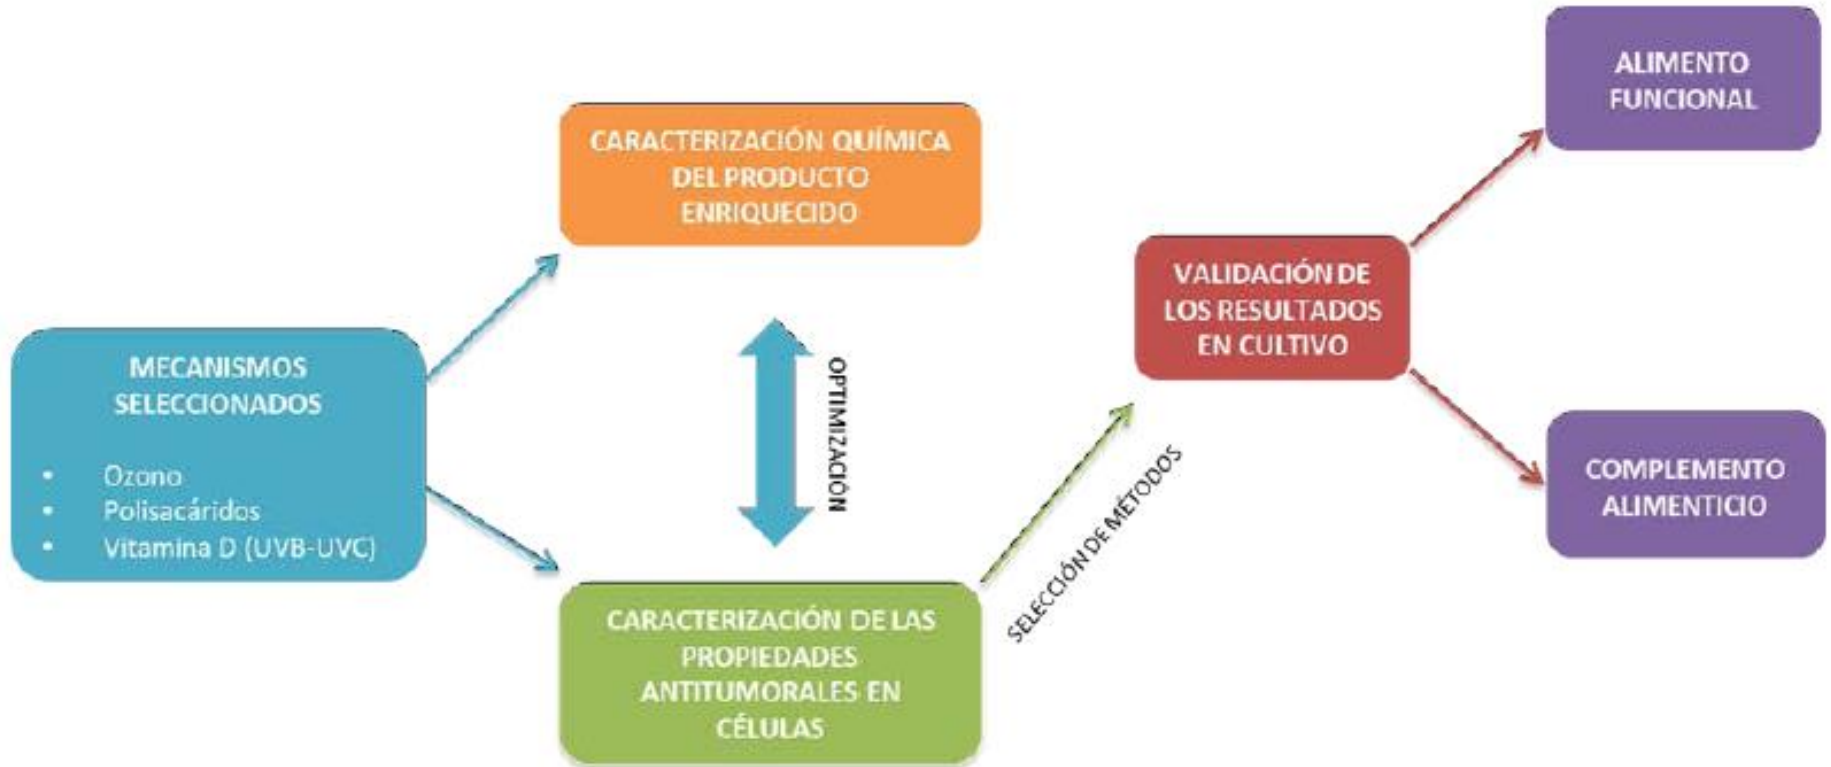 MECANISMOS
SELECCIONADOS
• Ozono
• Polisacáridos
• Vitamina D (UVB-UVC)
CARACTERIZACIÓN QUÍMICA
DEL PRODUCTO
ENRIQUECIDO
OPTIMIZACIÓN
CARACTERIZACIÓN DE LAS
PROPIEDADES
ANTITUMORALES EN
CÉLULAS
SELECCIÓN DE MÉTODOS
VALIDACIÓN DE
LOS RESULTADOS
EN CULTIVO
ALIMENTO
FUNCIONAL
COMPLEMENTO
ALIMENTICIO